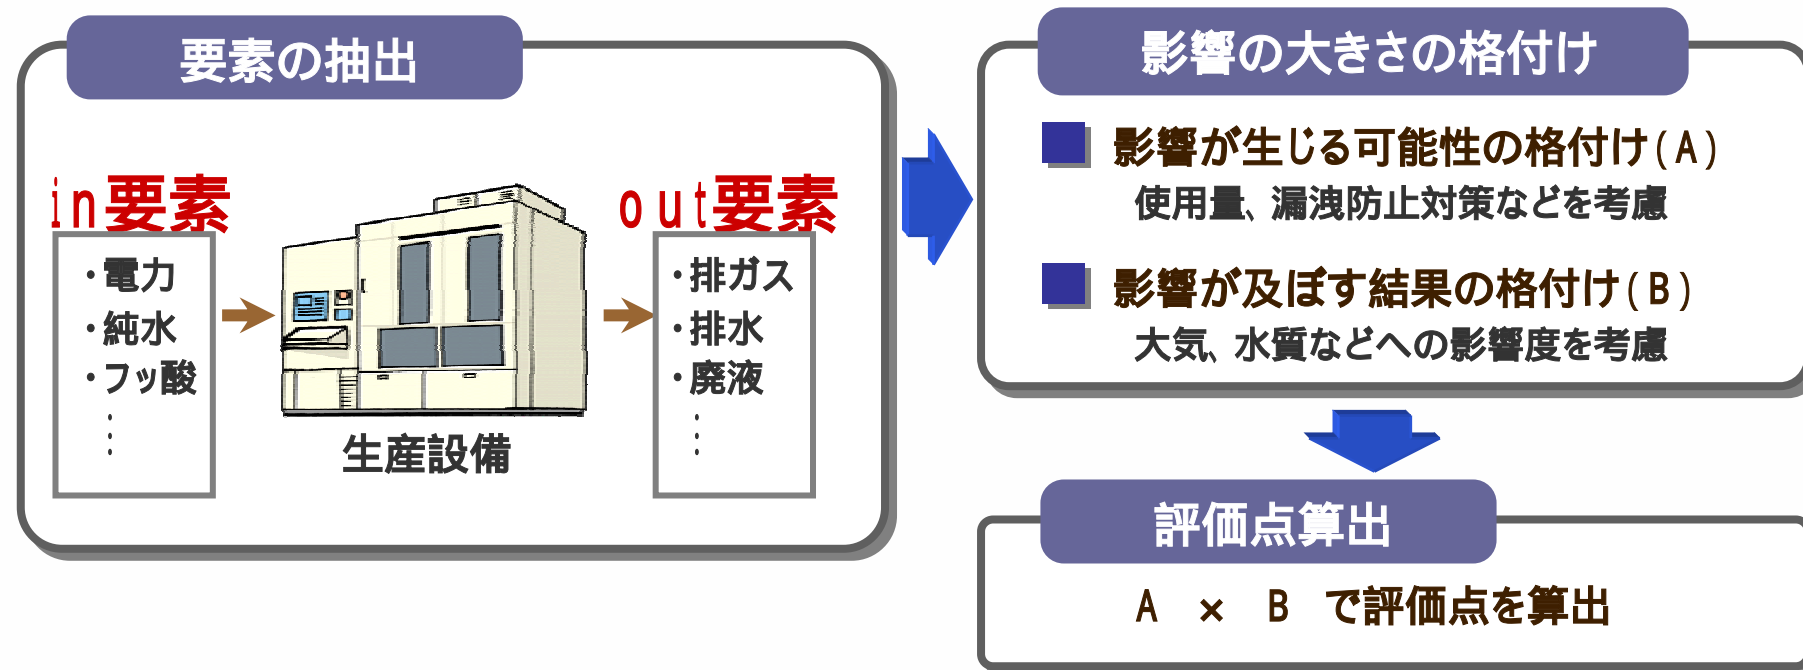 要素の抽出
in要素
・電力
・純水
・フッ酸
生産設備
out要素
・排ガス
・排水
・廃液
影響の大きさの格付け
影響が生じる可能性の格付け(A)
使用量、漏洩防止対策などを考慮
影響が及ぼす結果の格付け(B)
大気、水質などへの影響度を考慮
評価点算出
A × B で評価点を算出